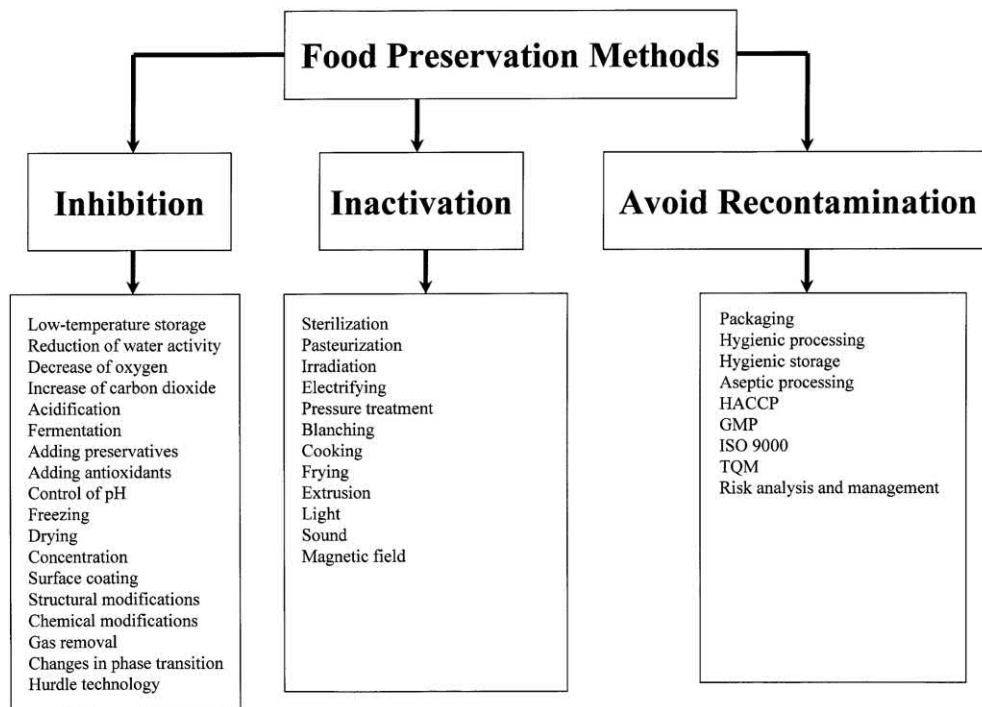 Food Preservation Methods
Inhibition
Inactivation
Avoid Recontamination
Low-temperature storage
Reduction of water activity
Decrease of oxygen
Increase of carbon dioxide
Acidification
Fermentation
Adding preservatives
Adding antioxidants
Control of pH
Freezing
Drying
Concentration
Surface coating
Structural modifications
Chemical modifications
Gas removal
Changes in phase transition
Hurdle technology
Sterilization
Pasteurization
Irradiation
Electrifying
Pressure treatment
Blanching
Cooking
Frying
Extrusion
Light
Sound
Magnetic field
Packaging
Hygienic processing
Hygienic storage
Aseptic processing
HACCP
GMP
ISO 9000
TQM
Risk analysis and management